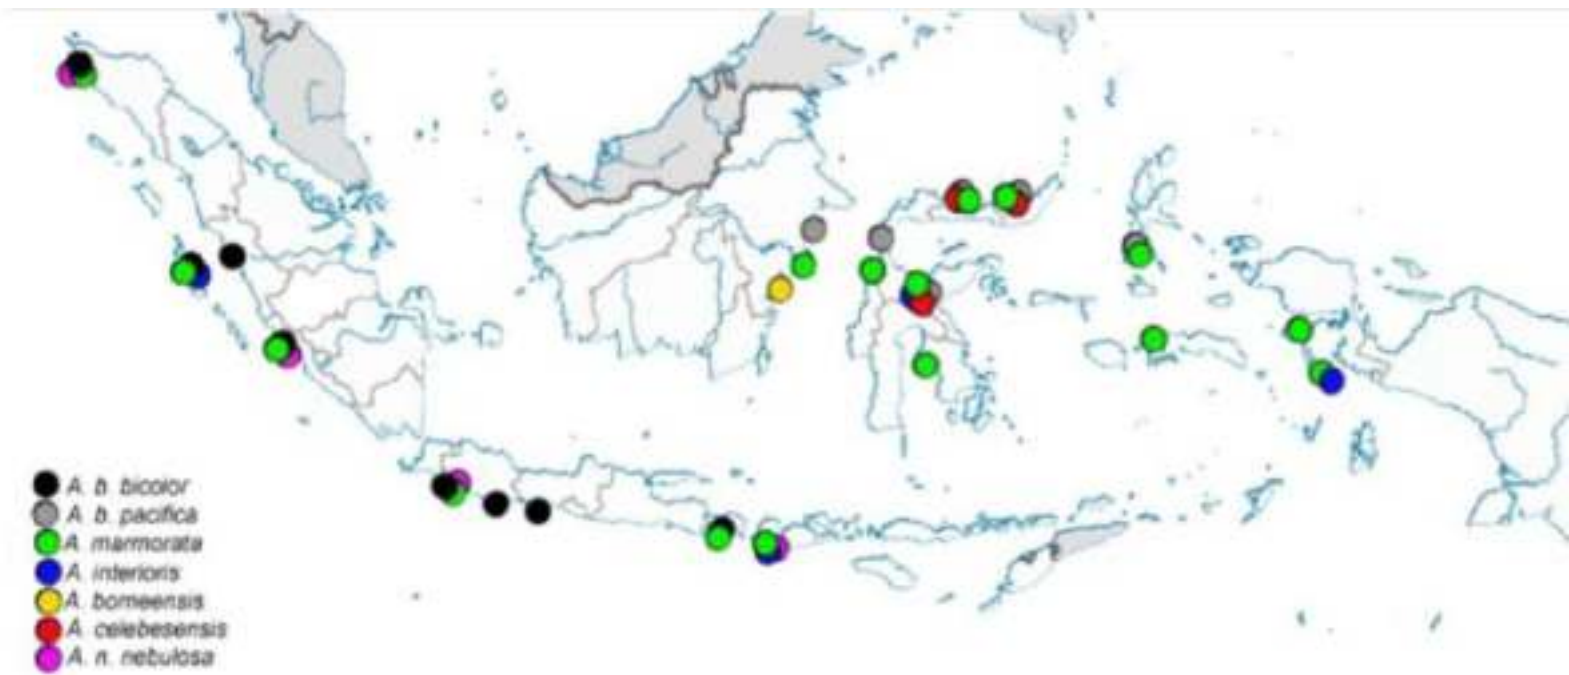 A. b. bicolor
A. b. pacifica
A. marmorata
A. interioris
A. borneensis
A. celebesensis
A. n. nebulosa